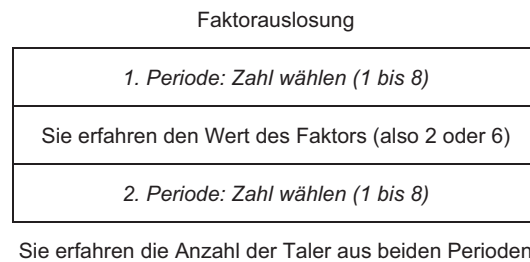 Faktorauslosung
1. Periode: Zahl wählen (1 bis 8)
Sie erfahren den Wert des Faktors (also 2 oder 6)
2. Periode: Zahl wählen (1 bis 8)
Sie erfahren die Anzahl der Taler aus beiden Perioden